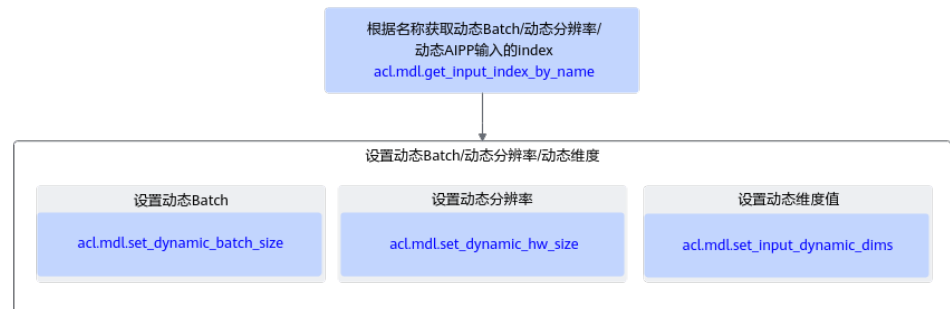 根据名称获取动态Batch/动态分辨率/
动态AIPP输入的index
acl.mdl.get_input_index_by_name
设置动态Batch/动态分辨率/动态维度
设置动态Batch
acl.mdl.set_dynamic_batch_size
设置动态分辨率
acl.mdl.set_dynamic_hw_size
设置动态维度值
acl.mdl.set_input_dynamic_dims